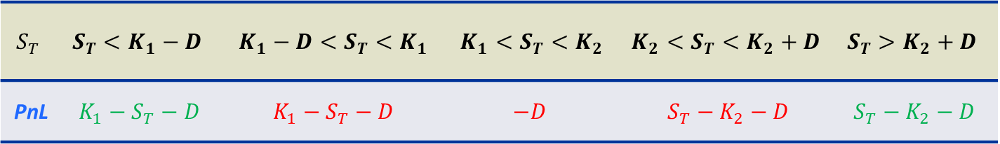 S_T S_T < K_1 − D K_1 − D < S_T < K_1 K_1 < S_T < K_2 K_2 < S_T < K_2 + D S_T > K_2 + D
PnL K_1 − S_T − D K_1 − S_T − D −D S_T − K_2 − D S_T − K_2 − D